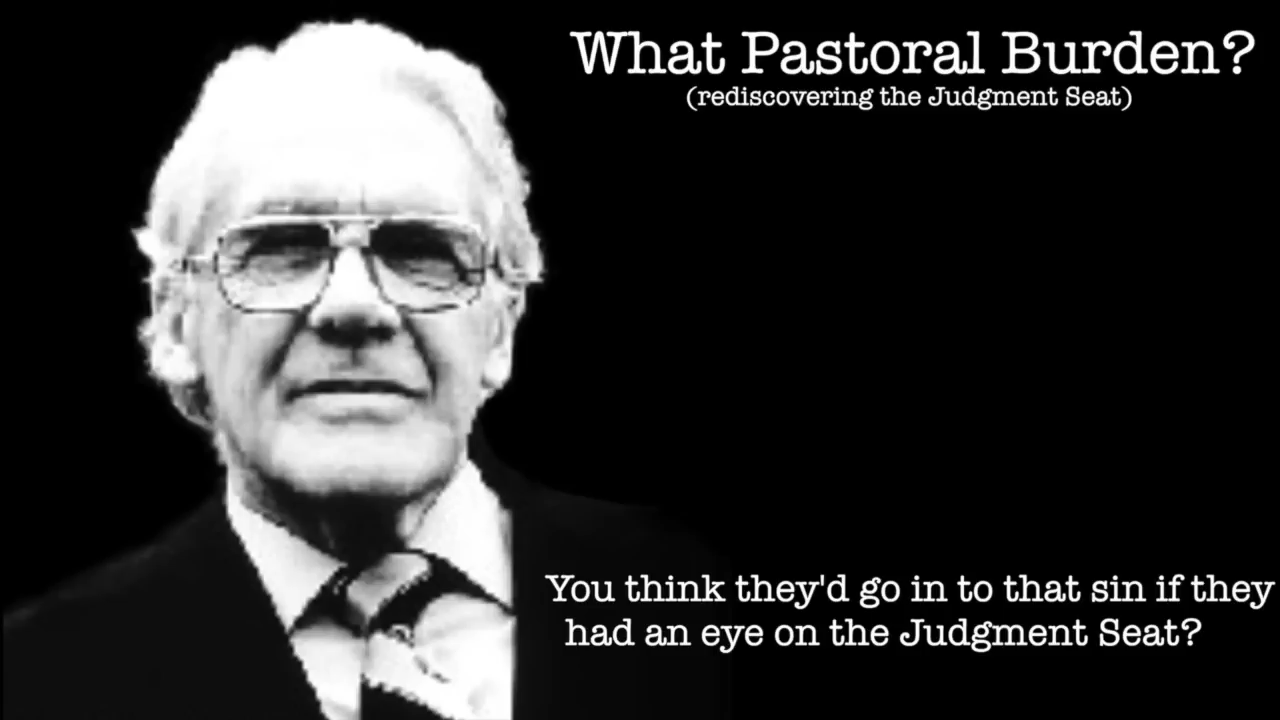 What Pastoral Burden?
(rediscovering the Judgment Seat)
You think they'd go in to that sin if they
had an eye on the Judgment Seat?